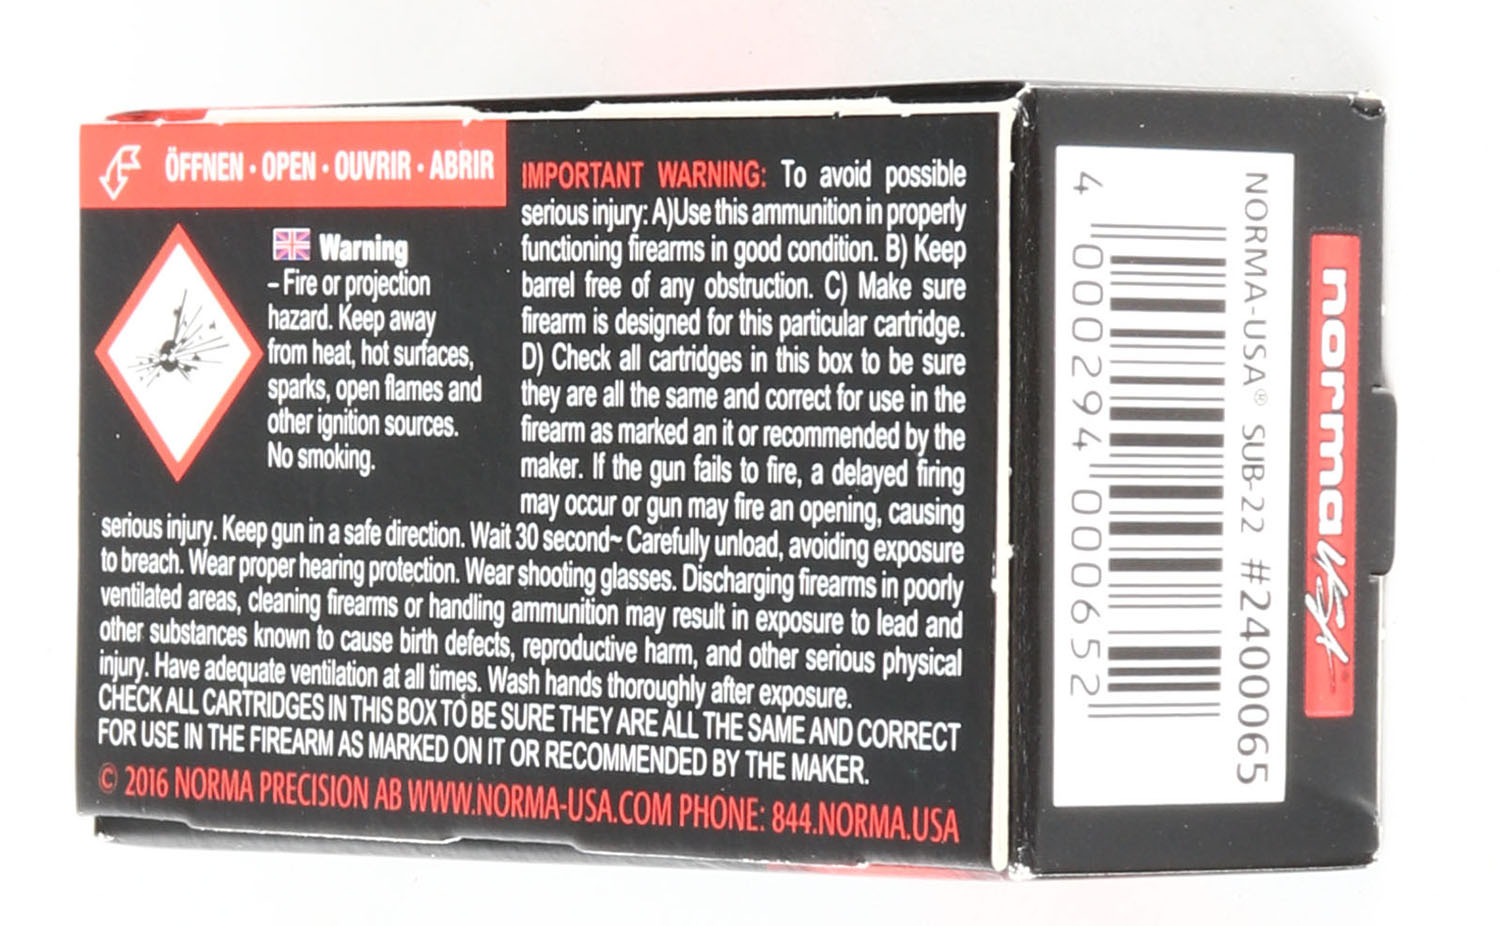 ÖFFNEN · OPEN · OUVRIR · ABRIR
Warning
– Fire or projection
hazard. Keep away
from heat, hot surfaces,
sparks, open flames and
other ignition sources.
No smoking.
IMPORTANT WARNING: To avoid possible
serious injury: A)Use this ammunition in properly
functioning firearms in good condition. B) Keep
barrel free of any obstruction. C) Make sure
firearm is designed for this particular cartridge.
D) Check all cartridges in this box to be sure
they are all the same and correct for use in the
firearm as marked an it or recommended by the
maker. If the gun fails to fire, a delayed firing
may occur or gun may fire an opening, causing
serious injury. Keep gun in a safe direction. Wait 30 second~ Carefully unload, avoiding exposure
to breach. Wear proper hearing protection. Wear shooting glasses. Discharging firearms in poorly
ventilated areas, cleaning firearms or handling ammunition may result in exposure to lead and
other substances known to cause birth defects, reproductive harm, and other serious physical
injury. Have adequate ventilation at all times. Wash hands thoroughly after exposure.
CHECK ALL CARTRIDGES IN THIS BOX TO BE SURE THEY ARE ALL THE SAME AND CORRECT
FOR USE IN THE FIREARM AS MARKED ON IT OR RECOMMENDED BY THE MAKER.
© 2016 NORMA PRECISION AB WWW.NORMA-USA.COM PHONE: 844.NORMA.USA
norma USA
NORMA-USA® SUB-22 #2400065
4 000294 000652